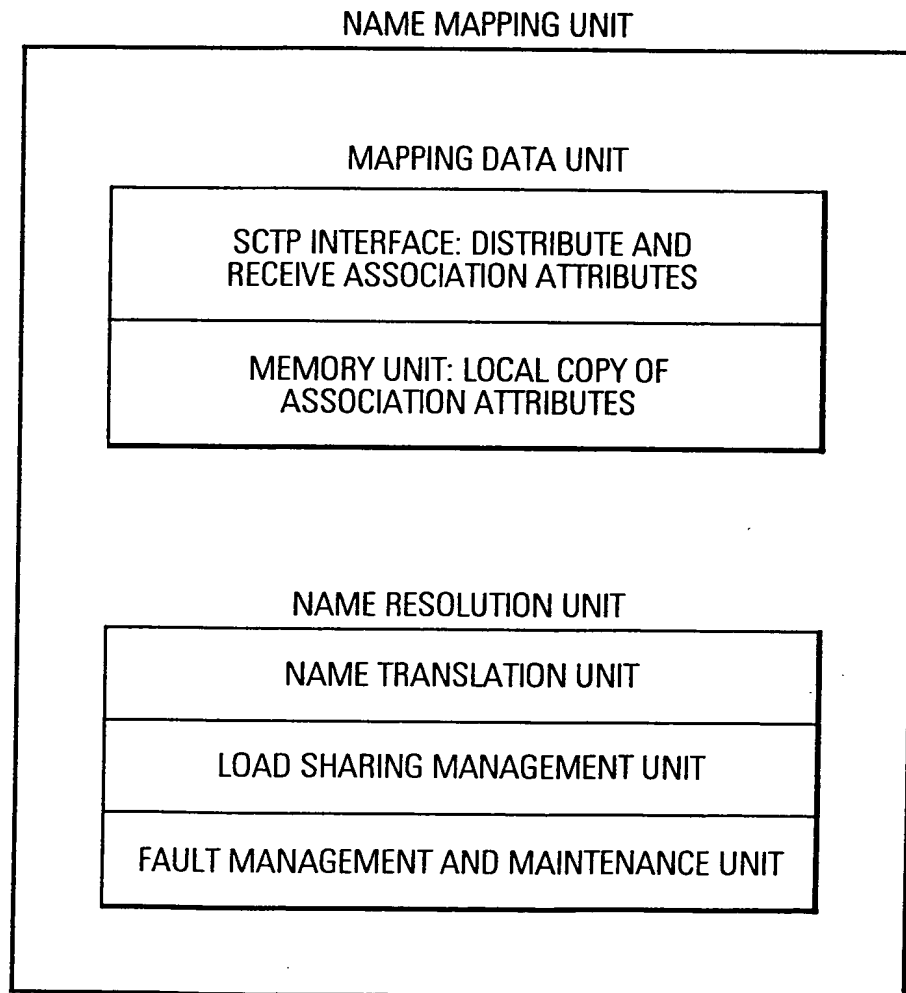 NAME MAPPING UNIT
MAPPING DATA UNIT
SCTP INTERFACE: DISTRIBUTE AND
RECEIVE ASSOCIATION ATTRIBUTES
MEMORY UNIT: LOCAL COPY OF
ASSOCIATION ATTRIBUTES
NAME RESOLUTION UNIT
NAME TRANSLATION UNIT
LOAD SHARING MANAGEMENT UNIT
FAULT MANAGEMENT AND MAINTENANCE UNIT